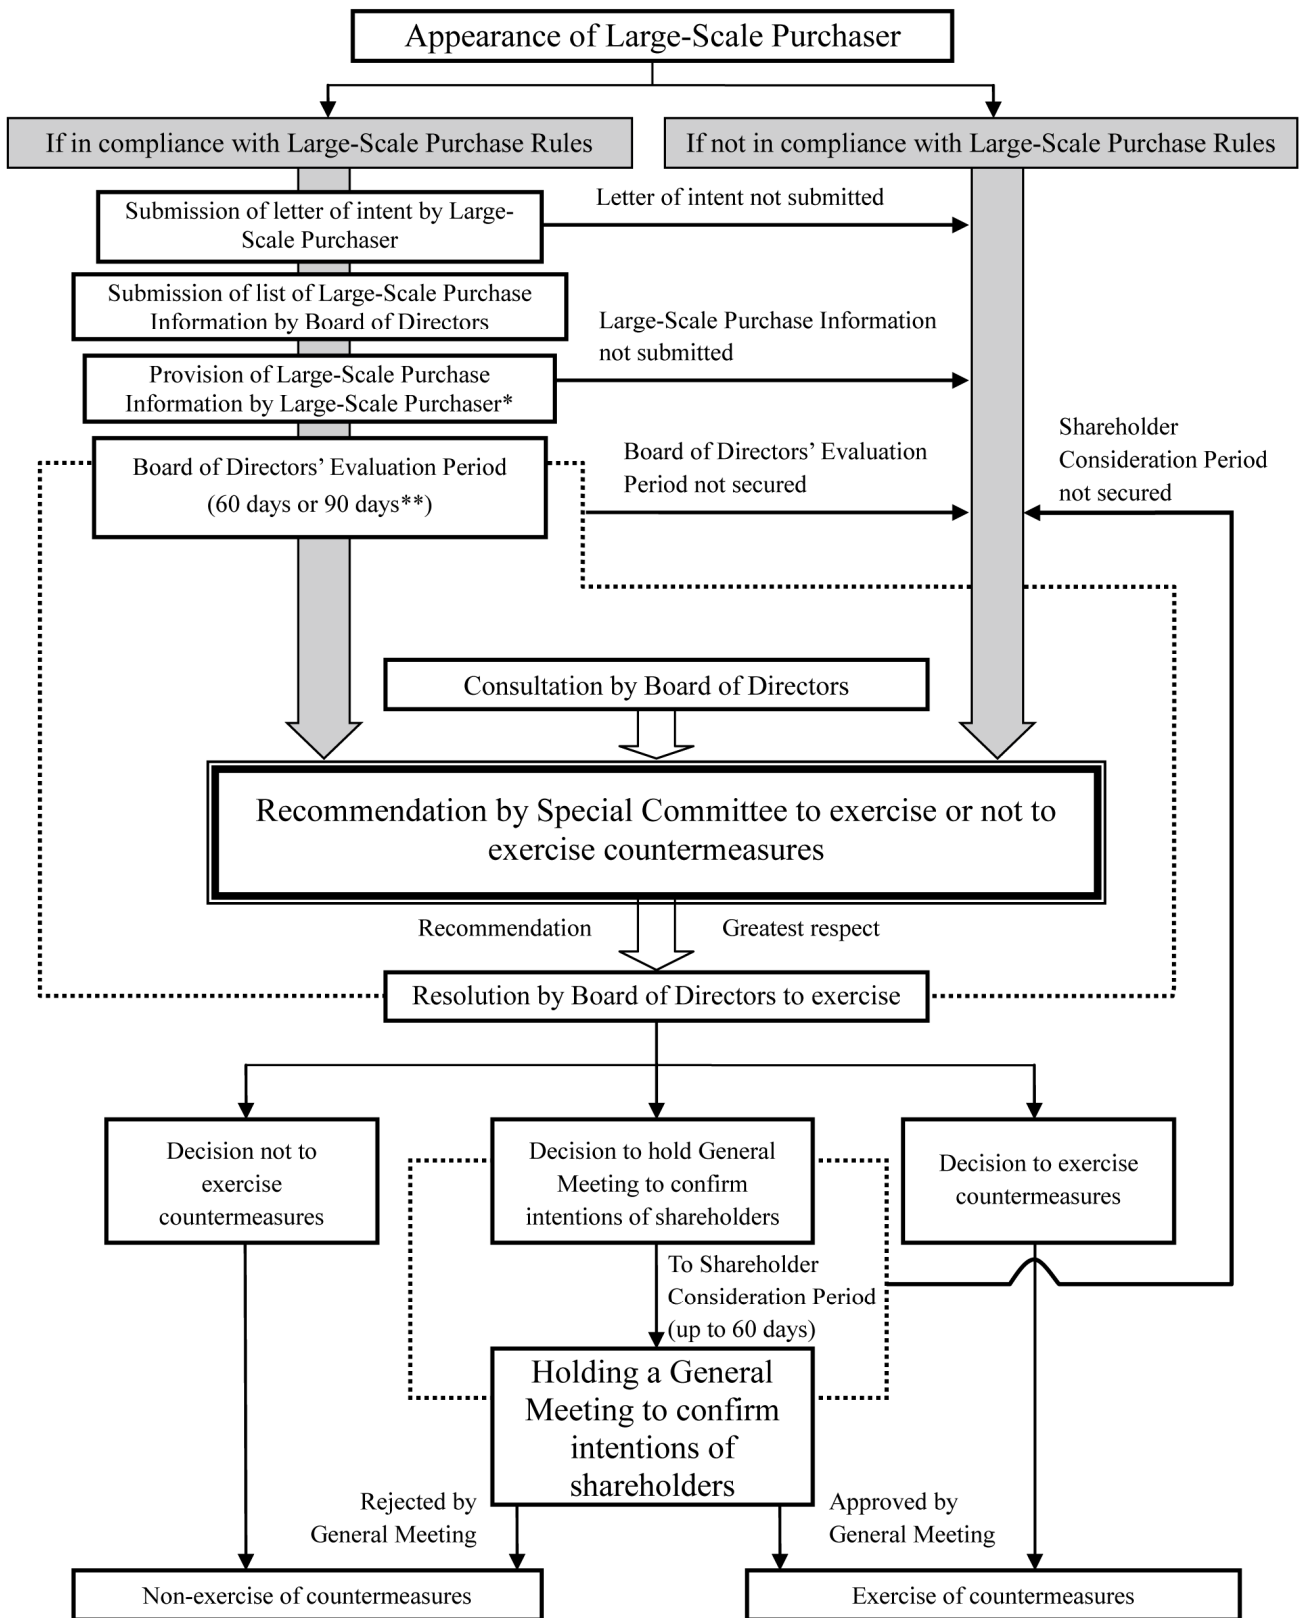 Appearance of Large-Scale Purchaser
If in compliance with Large-Scale Purchase Rules
If not in compliance with Large-Scale Purchase Rules
Submission of letter of intent by Large-
Scale Purchaser
Letter of intent not submitted
Submission of list of Large-Scale Purchase
Information by Board of Directors
Large-Scale Purchase Information
not submitted
Provision of Large-Scale Purchase
Information by Large-Scale Purchaser*
Board of Directors’ Evaluation Period
(60 days or 90 days**)
Board of Directors’ Evaluation
Period not secured
Shareholder
Consideration Period
not secured
Consultation by Board of Directors
Recommendation by Special Committee to exercise or not to
exercise countermeasures
Recommendation
Greatest respect
Resolution by Board of Directors to exercise
Decision not to
exercise
countermeasures
Decision to hold General
Meeting to confirm
intentions of shareholders
Decision to exercise
countermeasures
To Shareholder
Consideration Period
(up to 60 days)
Holding a General
Meeting to confirm
intentions of
shareholders
Rejected by
General Meeting
Approved by
General Meeting
Non-exercise of countermeasures
Exercise of countermeasures